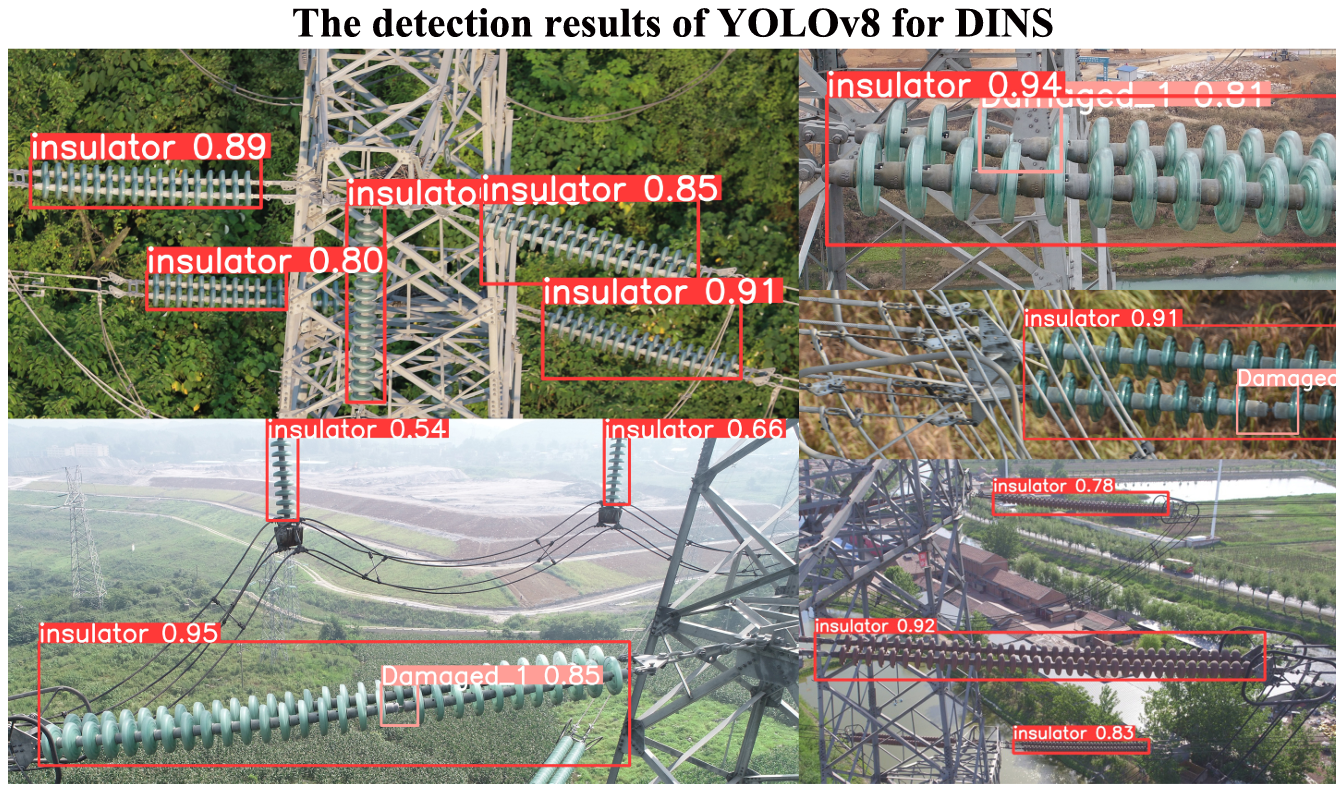 The detection results of YOLOv8 for DINS
insulator 0.89
insulator 0.85
insulator 0.80
insulator 0.91
insulator 0.94
Damaged_1 0.81
insulator 0.91
Damaged
insulator 0.54
insulator 0.66
insulator 0.95
Damaged_1 0.85
insulator 0.78
insulator 0.92
insulator 0.83